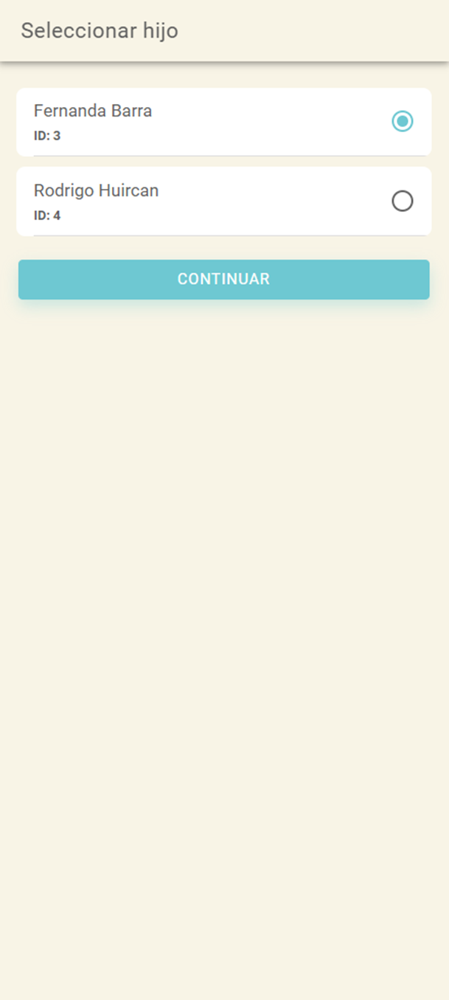 Seleccionar hijo
Fernanda Barra
ID: 3
Rodrigo Huircan
ID: 4
CONTINUAR